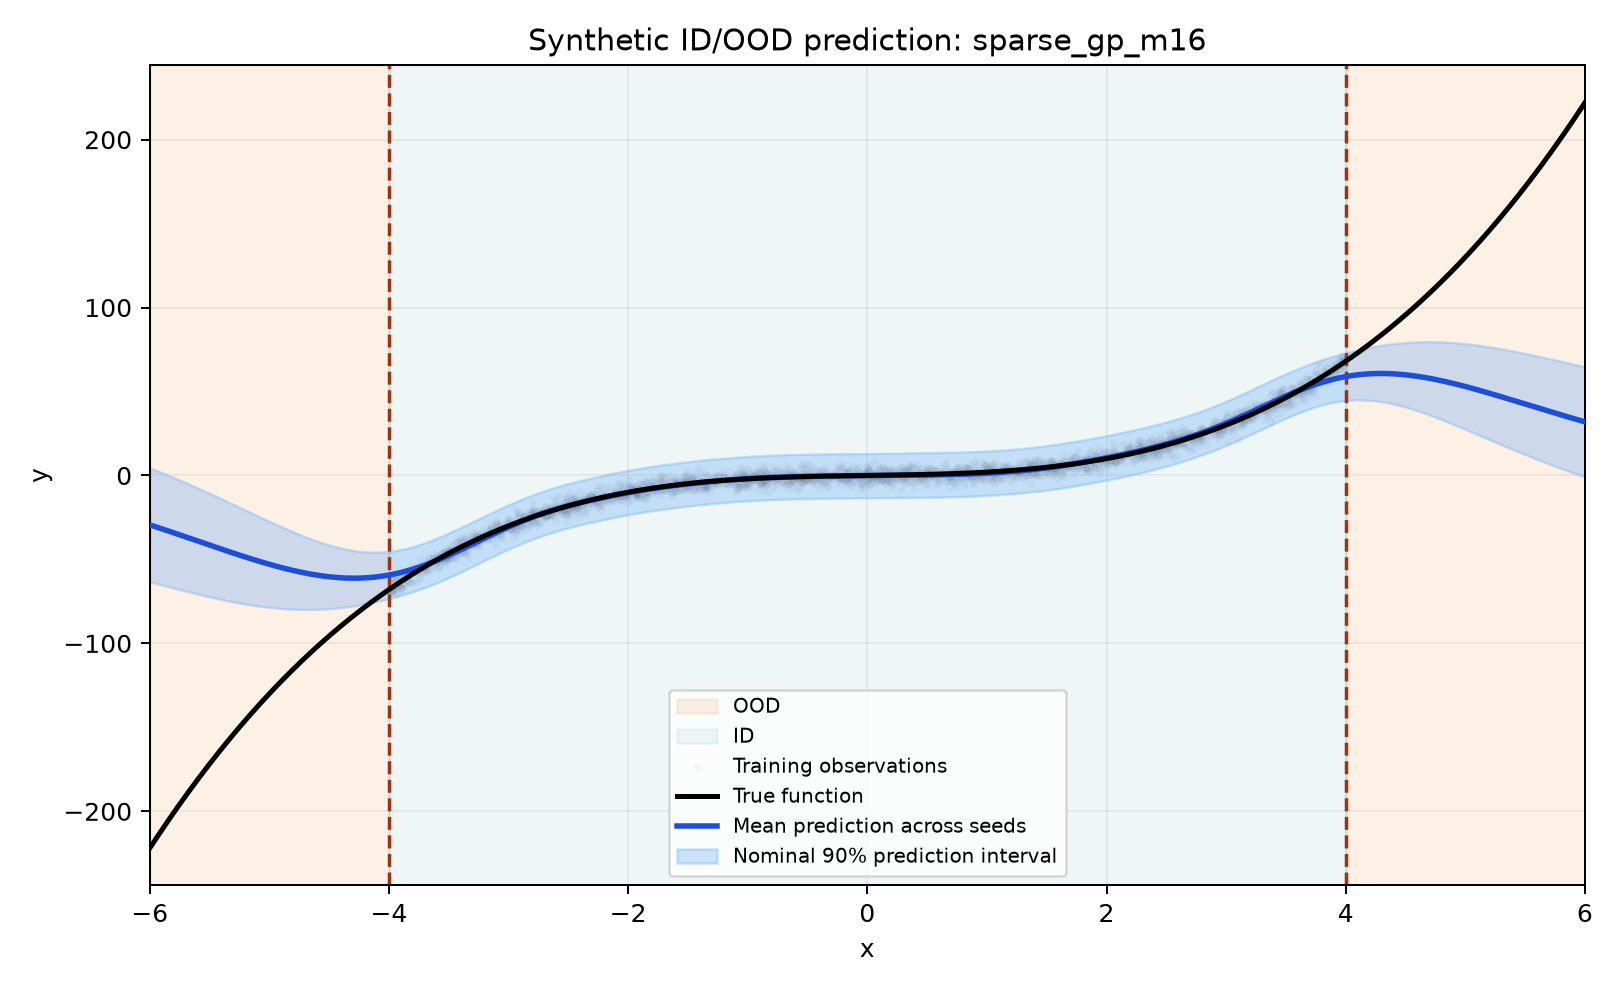 Synthetic ID/OOD prediction: sparse_gp_m16
200
100
0
−100
−200
y
−6
−4
−2
0
2
4
6
x
OOD
ID
Training observations
True function
Mean prediction across seeds
Nominal 90% prediction interval